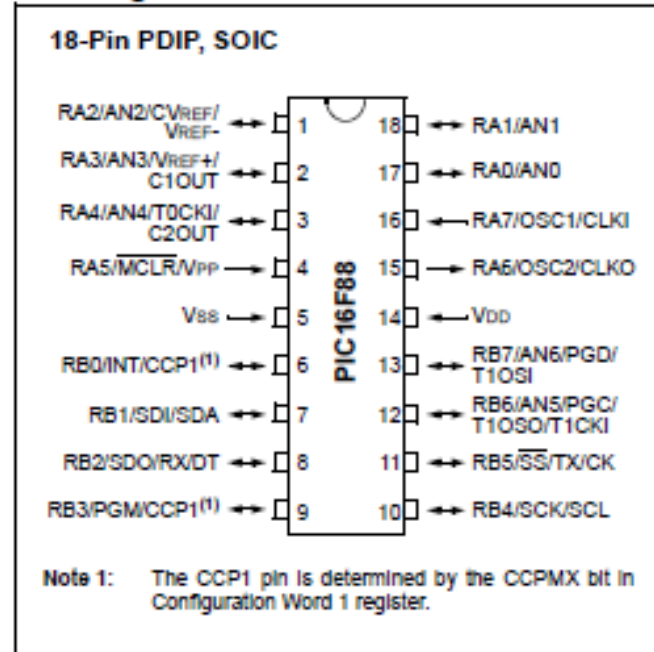 18-Pin PDIP, SOIC
RA2/AN2/CVREF/
VREF-
RA3/AN3/VREF+/
C1OUT
RA4/AN4/T0CKI/
C2OUT
RA5/MCLR/VPP
VSS
RB0/INT/CCP1(1)
RB1/SDI/SDA
RB2/SDO/RX/DT
RB3/PGM/CCP1(1)
1
2
3
4
5
6
7
8
9
PIC16F88
18
17
16
15
14
13
12
11
10
RA1/AN1
RA0/AN0
RA7/OSC1/CLKI
RA6/OSC2/CLKO
VDD
RB7/AN6/PGD/
T1OSI
RB6/AN5/PGC/
T1OSO/T1CKI
RB5/SS/TX/CK
RB4/SCK/SCL
Note 1: The CCP1 pin is determined by the CCPMX bit in
Configuration Word 1 register.